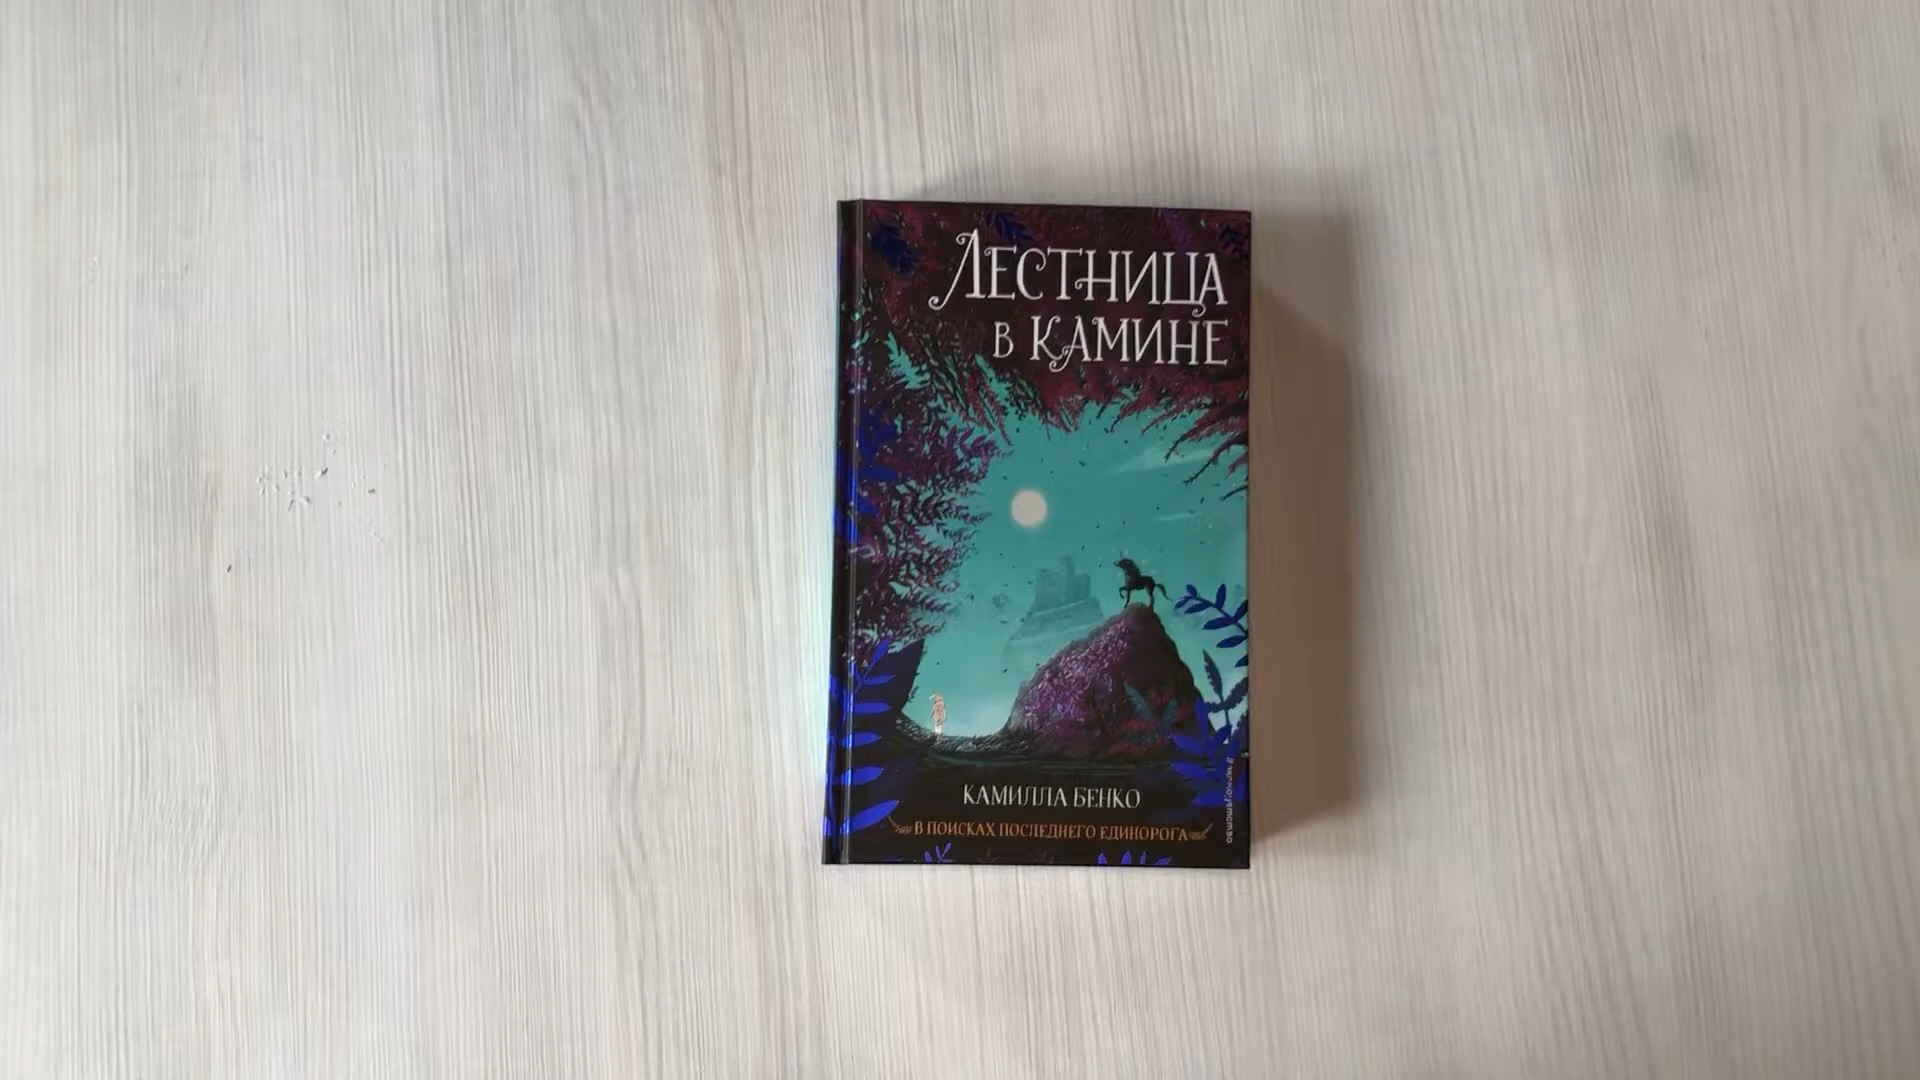 ЛЕСТНИЦА
В КАМИНЕ
КАМИЛЛА БЕНКО
В ПОИСКАХ ПОСЛЕДНЕГО ЕДИНОРОГА